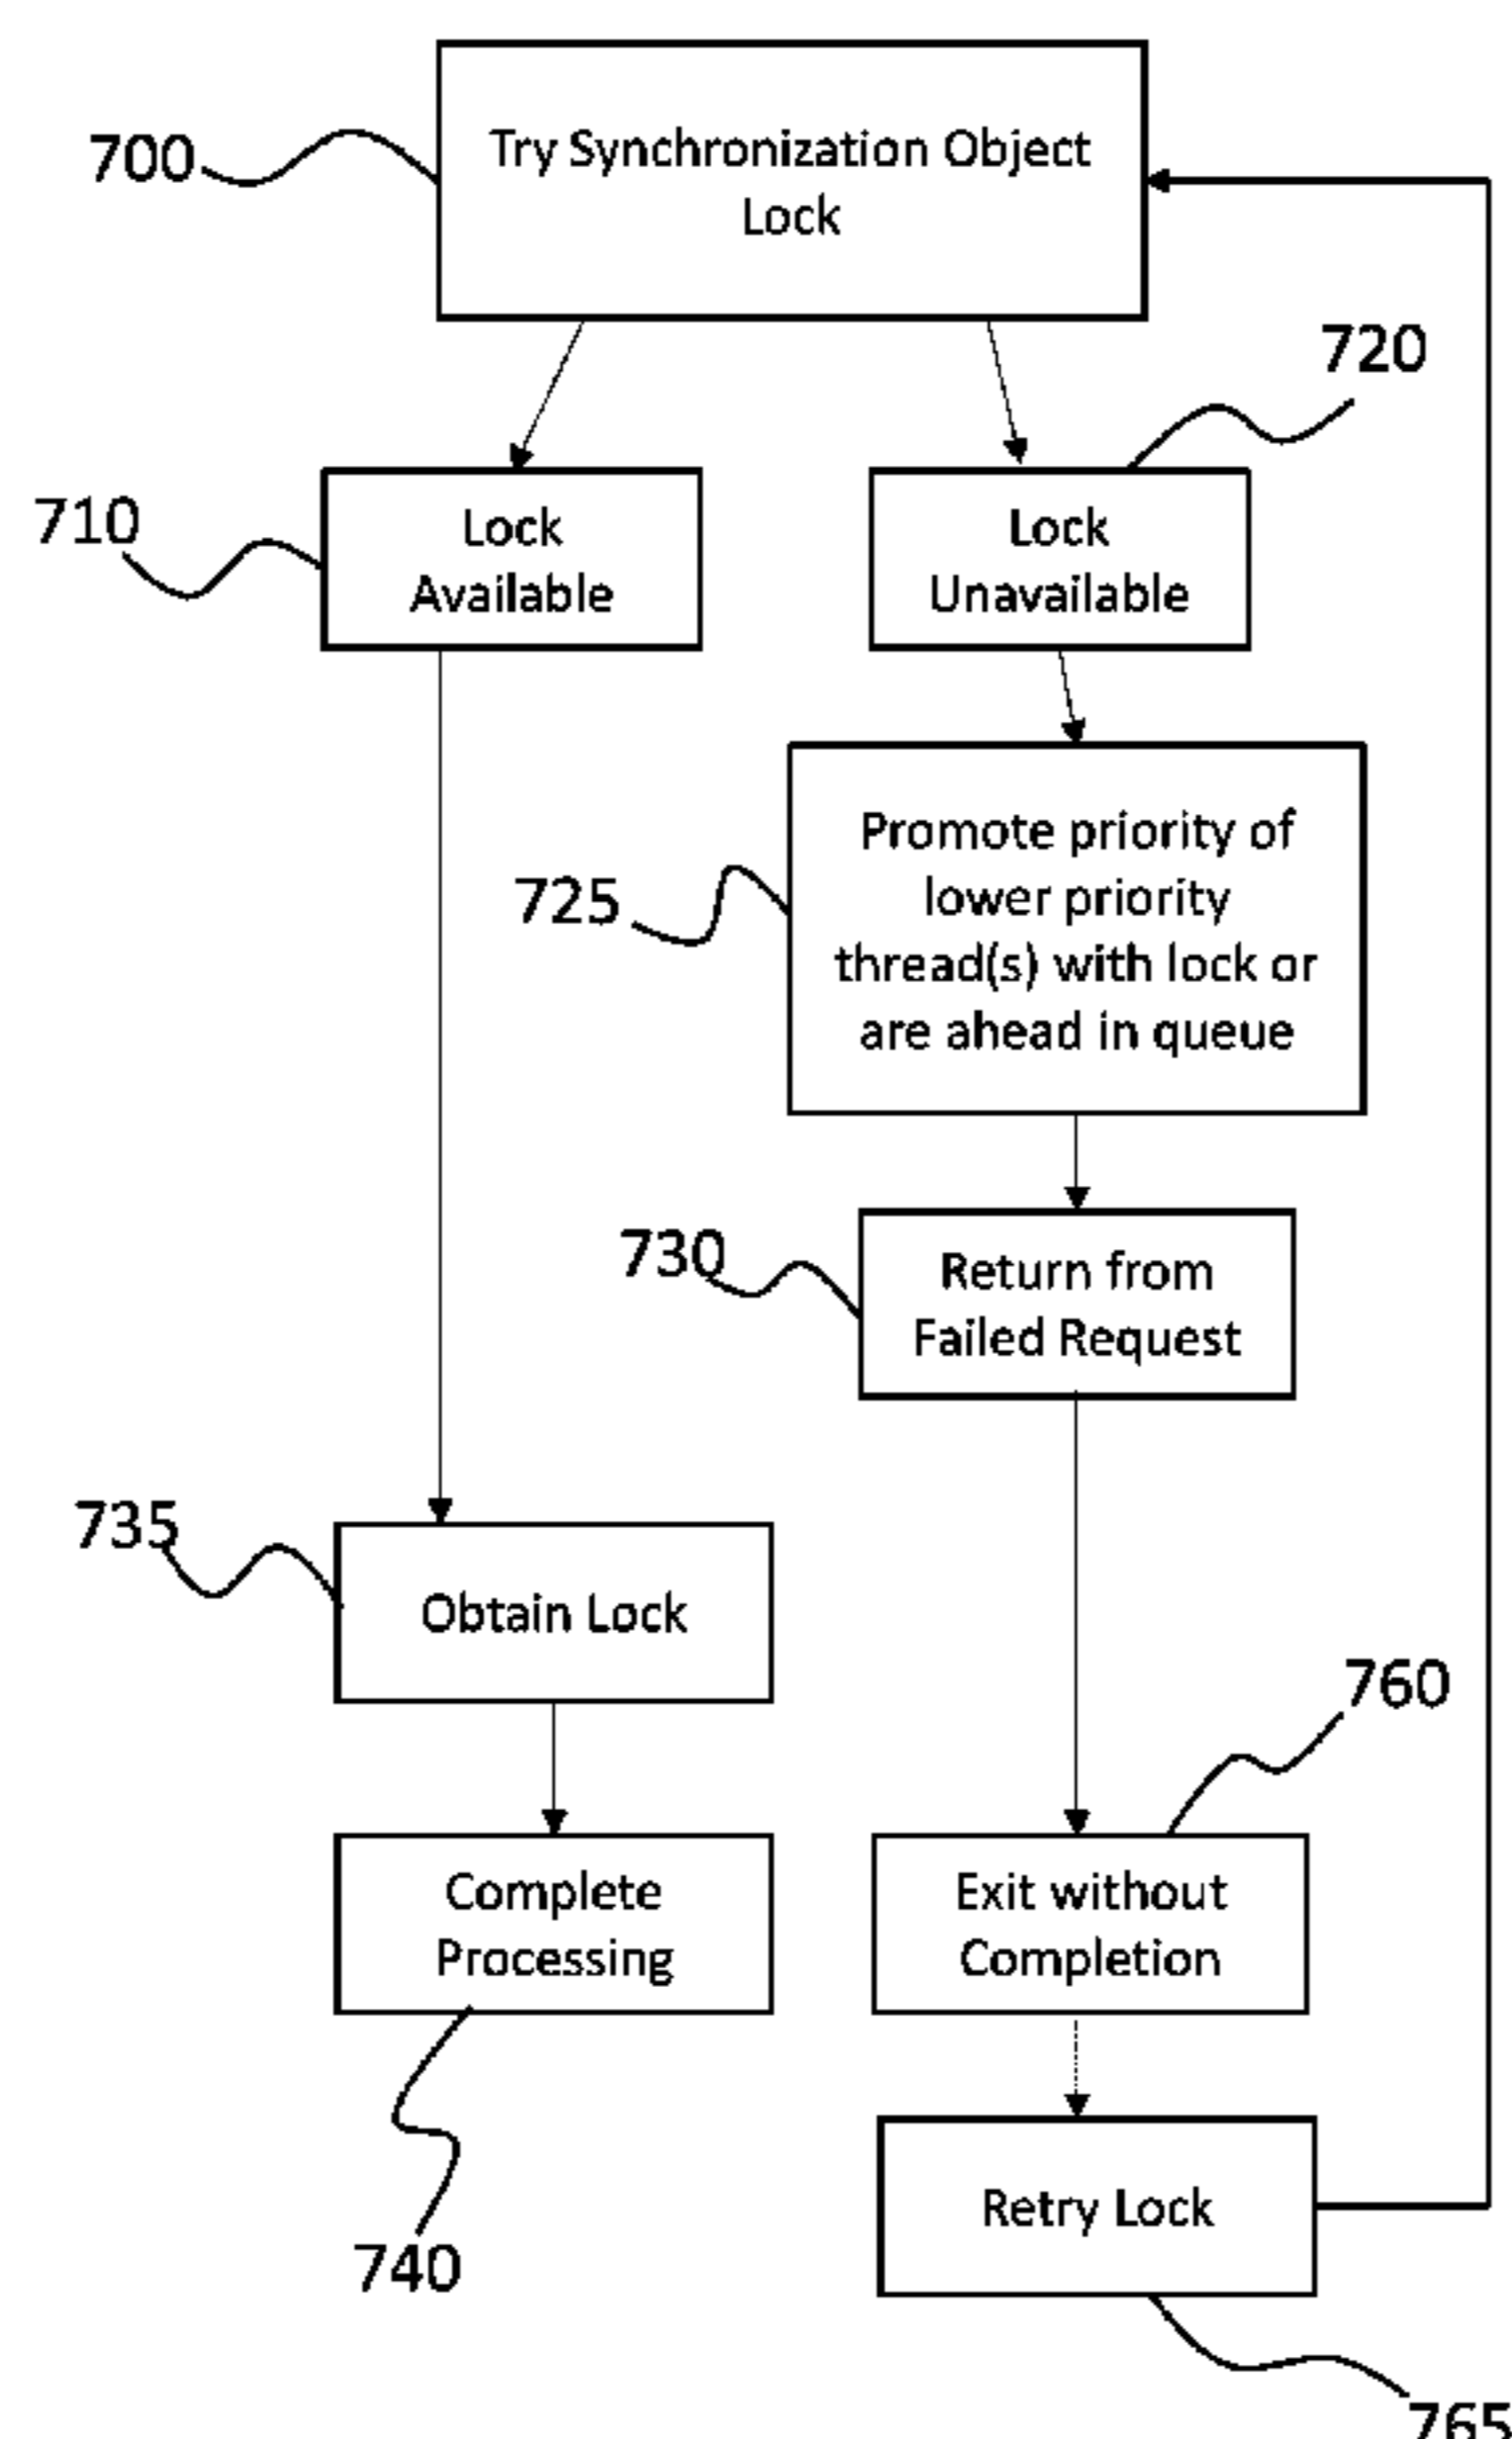 700
Try Synchronization Object
Lock
720
710
Lock
Available
Lock
Unavailable
725
Promote priority of
lower priority
thread(s) with lock or
are ahead in queue
730
Return from
Failed Request
735
Obtain Lock
760
Complete
Processing
Exit without
Completion
740
Retry Lock
765